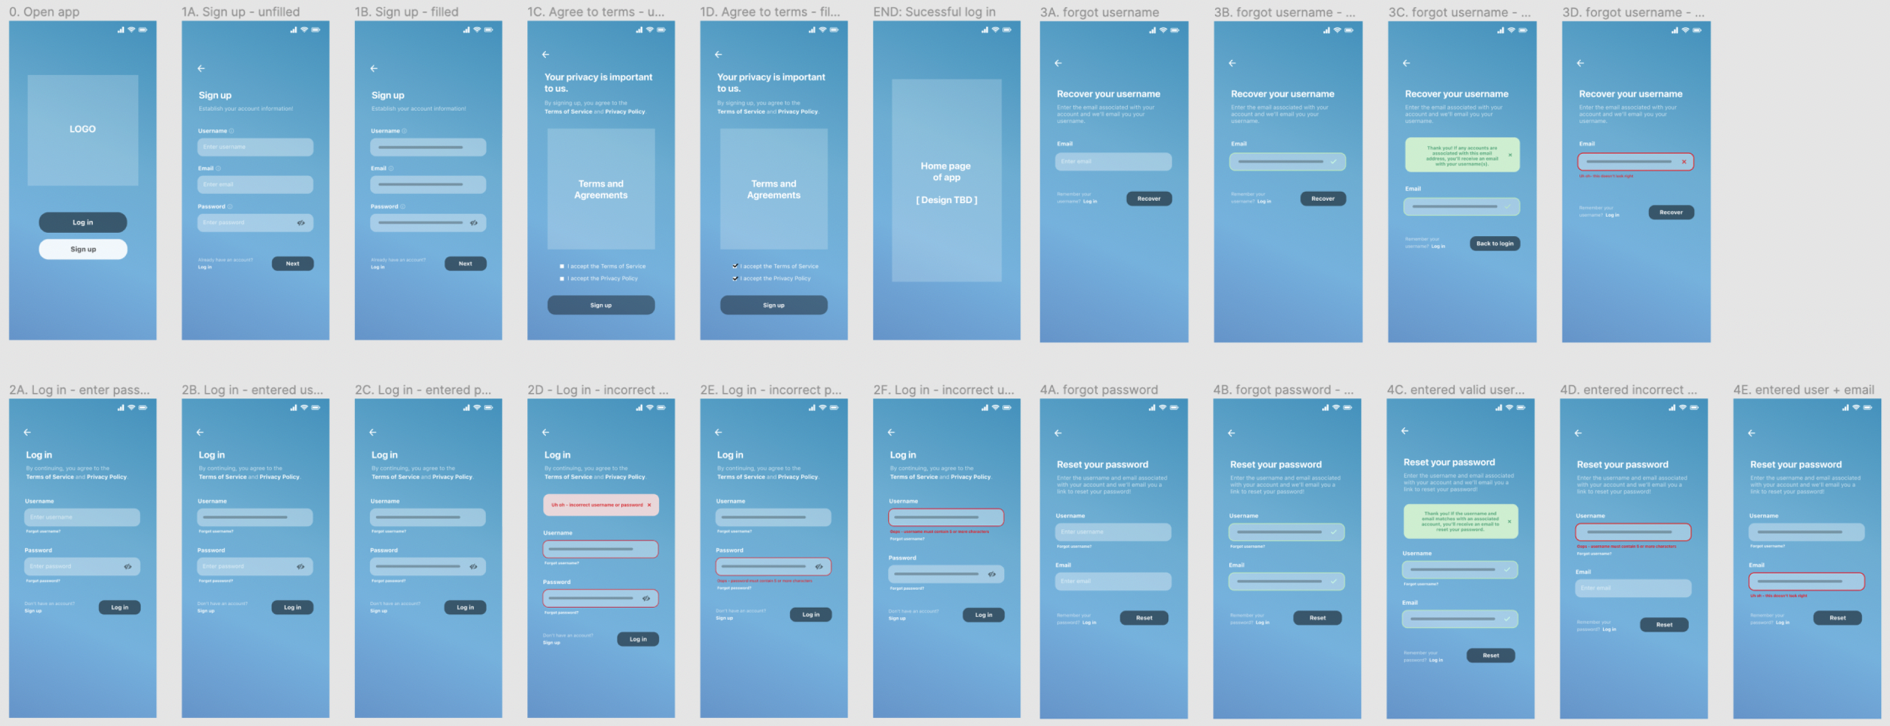 0. Open app
LOGO
Log in
Sign up
1A. Sign up - unfilled
Sign up
Establish your account information!
Username
Enter username
Email
Enter email
Password
Enter password
Already have an account?
Log in
Next
1B. Sign up - filled
Sign up
Establish your account information!
Username
Email
Password
Already have an account?
Log in
Next
1C. Agree to terms - u...
Your privacy is important
to us.
By signing up, you agree to the
Terms of Service and Privacy Policy.
Terms and
Agreements
I accept the Terms of Service
I accept the Privacy Policy
Sign up
1D. Agree to terms - fil...
Your privacy is important
to us.
By signing up, you agree to the
Terms of Service and Privacy Policy.
Terms and
Agreements
I accept the Terms of Service
I accept the Privacy Policy
Sign up
END: Sucessful log in
Home page
of app
[ Design TBD ]
3A. forgot username
Recover your username
Enter the email associated with your
account and we'll email you your
username.
Email
Enter email
Remember your
username? Log in
Recover
3B. forgot username - ...
Recover your username
Enter the email associated with your
account and we'll email you your
username.
Email
Remember your
username? Log in
Recover
3C. forgot username - ...
Recover your username
Enter the email associated with your
account and we'll email you your
username.
Thank you! If any accounts are
associated with this email
address, you'll receive an email
with your username(s).
Email
Remember your
username? Log in
Back to login
3D. forgot username - ...
Recover your username
Enter the email associated with your
account and we'll email you your
username.
Email
Uh oh - this doesn't look right
Remember your
username? Log in
Recover
2A. Log in - enter pass...
Log in
By continuing, you agree to the
Terms of Service and Privacy Policy.
Username
Enter username
Forgot username?
Password
Enter password
Forgot password?
Don't have an account?
Sign up
Log in
2B. Log in - entered us...
Log in
By continuing, you agree to the
Terms of Service and Privacy Policy.
Username
Forgot username?
Password
Enter password
Forgot password?
Don't have an account?
Sign up
Log in
2C. Log in - entered p...
Log in
By continuing, you agree to the
Terms of Service and Privacy Policy.
Username
Forgot username?
Password
Forgot password?
Don't have an account?
Sign up
Log in
2D - Log in - incorrect ...
Log in
By continuing, you agree to the
Terms of Service and Privacy Policy.
Uh oh - incorrect username or password
Username
Forgot username?
Password
Forgot password?
Don't have an account?
Sign up
Log in
2E. Log in - incorrect p...
Log in
By continuing, you agree to the
Terms of Service and Privacy Policy.
Username
Forgot username?
Password
Oops - password must contain 8 or more characters
Forgot password?
Don't have an account?
Sign up
Log in
2F. Log in - incorrect u...
Log in
By continuing, you agree to the
Terms of Service and Privacy Policy.
Username
Forgot username?
Password
Forgot password?
Don't have an account?
Sign up
Log in
4A. forgot password
Reset your password
Enter the username and email associated
with your account and we'll email you a
link to reset your password!
Username
Enter username
Forgot username?
Email
Enter email
Remember your
password? Log in
Reset
4B. forgot password - ...
Reset your password
Enter the username and email associated
with your account and we'll email you a
link to reset your password!
Username
Forgot username?
Email
Remember your
password? Log in
Reset
4C. entered valid user...
Reset your password
Enter the username and email associated
with your account and we'll email you a
link to reset your password!
Thank you! If the username and
email matches with an associated
account, you'll receive an email to
reset your password.
Username
Forgot username?
Email
Remember your
password? Log in
Reset
4D. entered incorrect ...
Reset your password
Enter the username and email associated
with your account and we'll email you a
link to reset your password!
Username
Forgot username?
Email
Enter email
Remember your
password? Log in
Reset
4E. entered user + email
Reset your password
Enter the username and email associated
with your account and we'll email you a
link to reset your password!
Username
Forgot username?
Email
Uh oh - this doesn't look right
Remember your
password? Log in
Reset